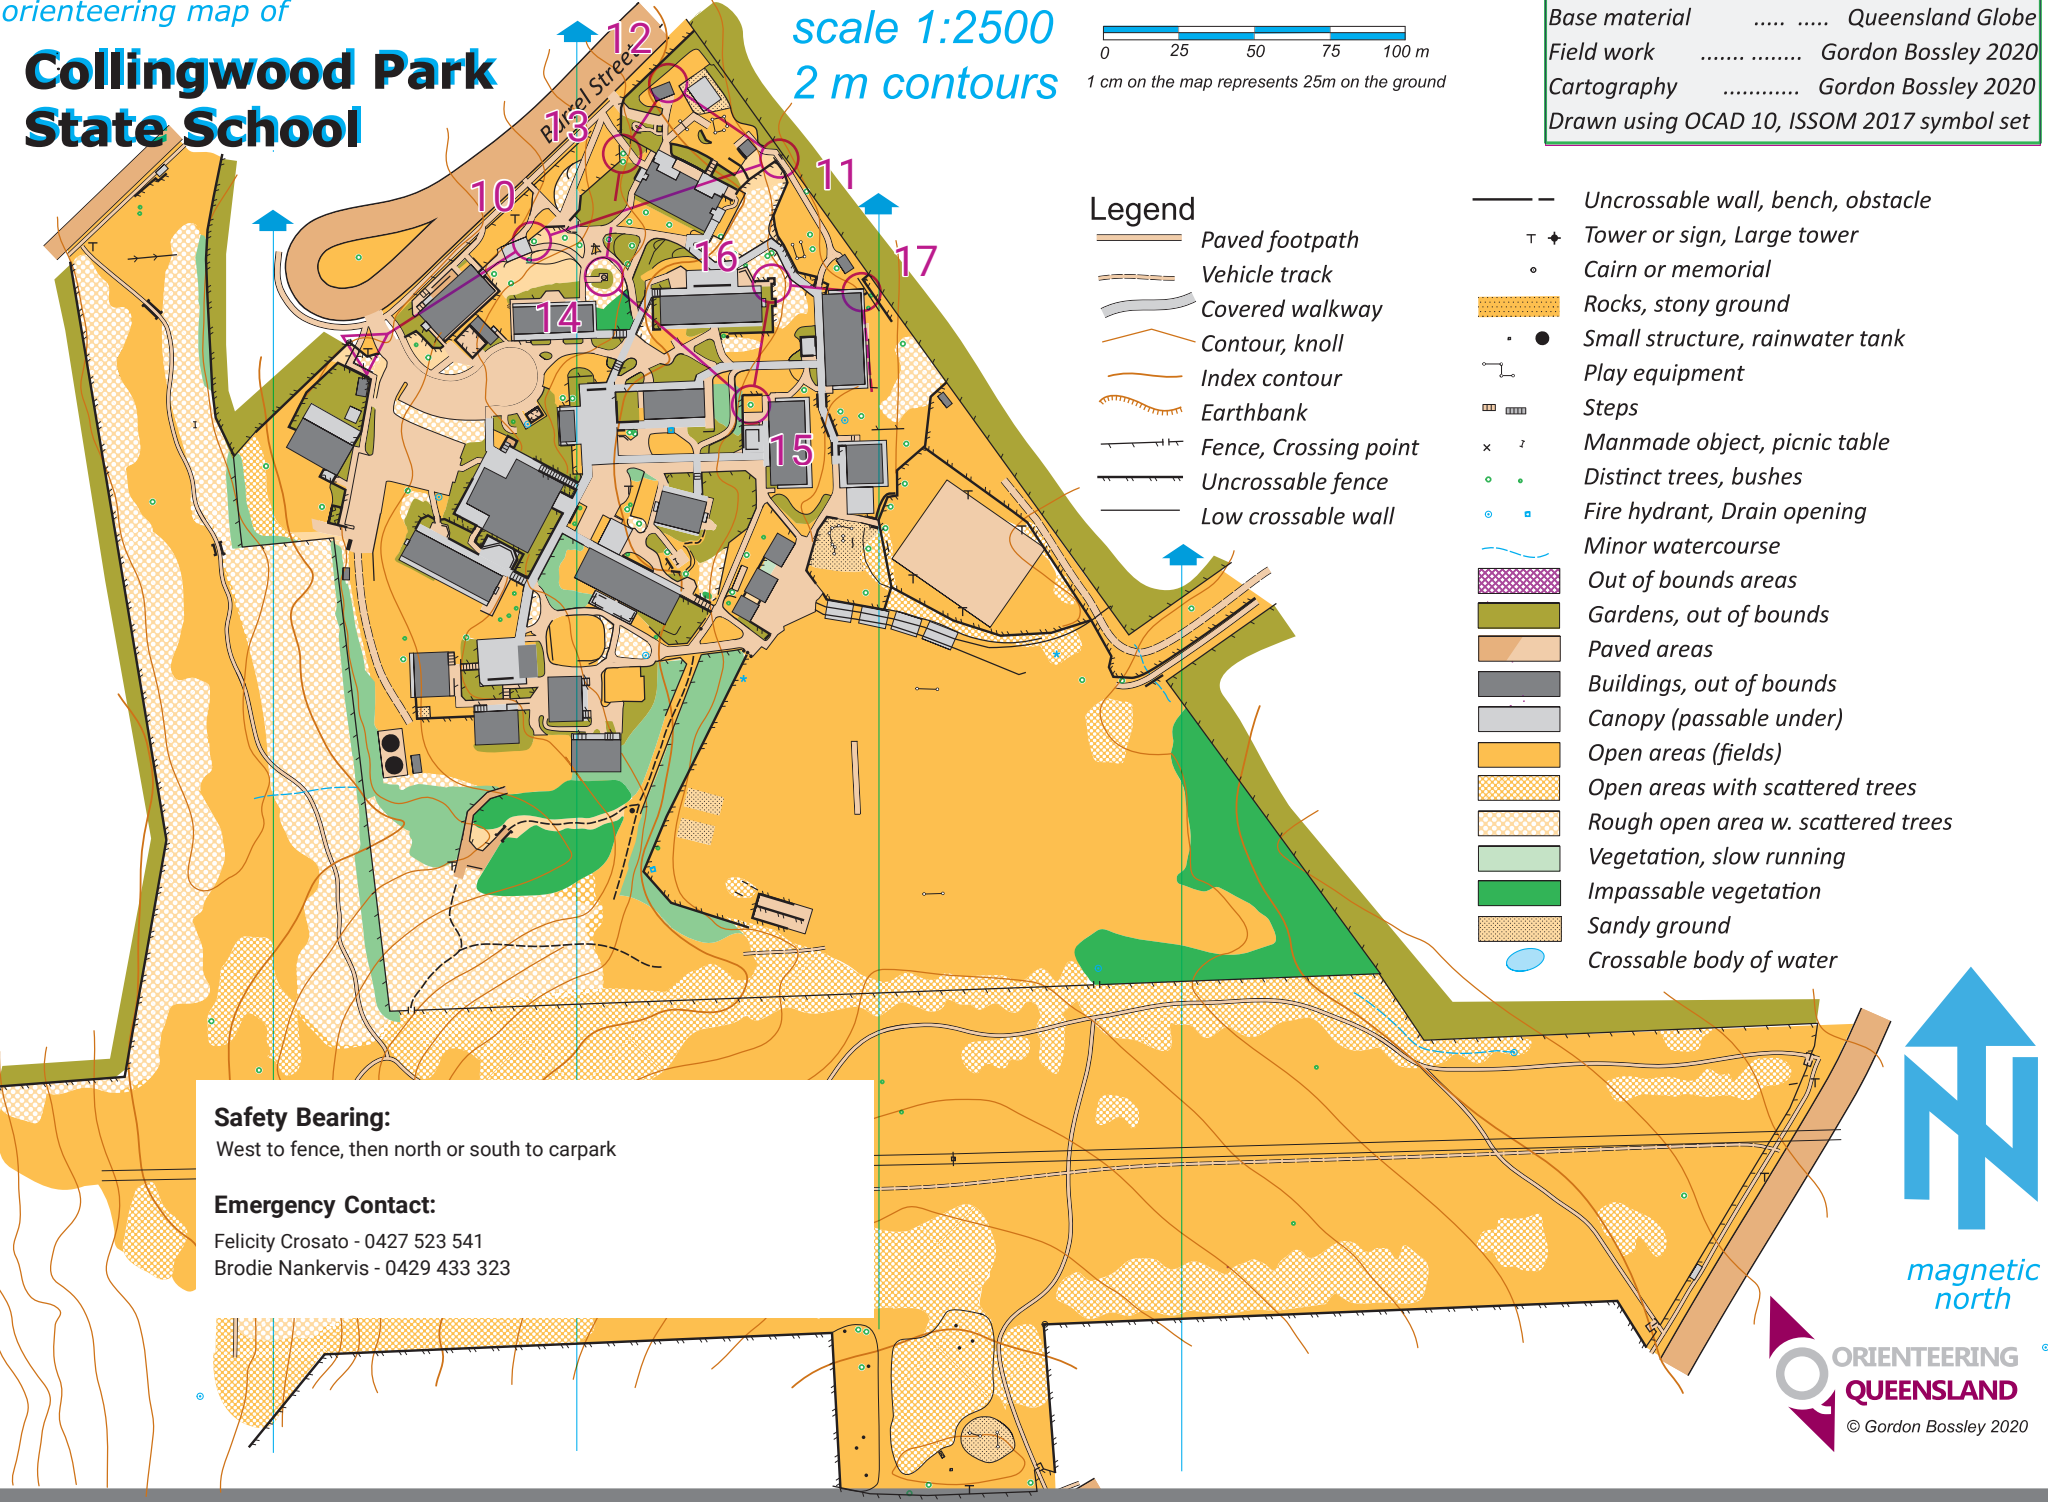 orienteering map of
Collingwood Park
State School
scale 1:2500
2 m contours
0 25 50 75 100 m
1 cm on the map represents 25m on the ground
Base material ..... ..... Queensland Globe
Field work ....... ........ Gordon Bossley 2020
Cartography ............ Gordon Bossley 2020
Drawn using OCAD 10, ISSOM 2017 symbol set
Burrel Street
12
13
11
10
16
17
14
15
Legend
Paved footpath
Vehicle track
Covered walkway
Contour, knoll
Index contour
Earthbank
Fence, Crossing point
Uncrossable fence
Low crossable wall
Uncrossable wall, bench, obstacle
Tower or sign, Large tower
Cairn or memorial
Rocks, stony ground
Small structure, rainwater tank
Play equipment
Steps
Manmade object, picnic table
Distinct trees, bushes
Fire hydrant, Drain opening
Minor watercourse
Out of bounds areas
Gardens, out of bounds
Paved areas
Buildings, out of bounds
Canopy (passable under)
Open areas (fields)
Open areas with scattered trees
Rough open area w. scattered trees
Vegetation, slow running
Impassable vegetation
Sandy ground
Crossable body of water
Safety Bearing:
West to fence, then north or south to carpark
Emergency Contact:
Felicity Crosato - 0427 523 541
Brodie Nankervis - 0429 433 323
N
magnetic
north
ORIENTEERING
QUEENSLAND
© Gordon Bossley 2020